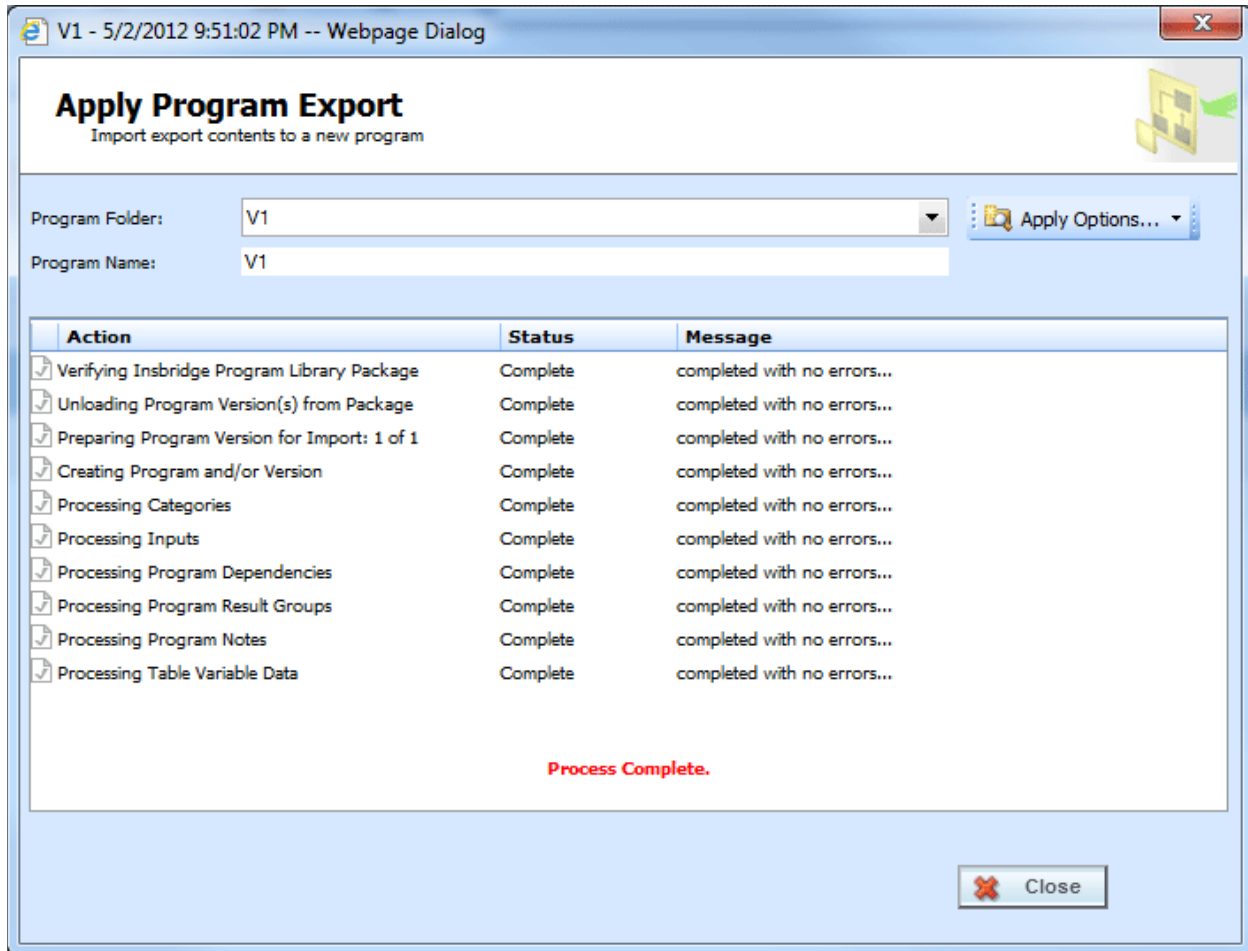 V1 - 5/2/2012 9:51:02 PM -- Webpage Dialog
Apply Program Export
Import export contents to a new program
Program Folder: V1 Apply Options...
Program Name: V1
Action Status Message
Verifying Insbridge Program Library Package Complete completed with no errors...
Unloading Program Version(s) from Package Complete completed with no errors...
Preparing Program Version for Import: 1 of 1 Complete completed with no errors...
Creating Program and/or Version Complete completed with no errors...
Processing Categories Complete completed with no errors...
Processing Inputs Complete completed with no errors...
Processing Program Dependencies Complete completed with no errors...
Processing Program Result Groups Complete completed with no errors...
Processing Program Notes Complete completed with no errors...
Processing Table Variable Data Complete completed with no errors...
Process Complete.
Close